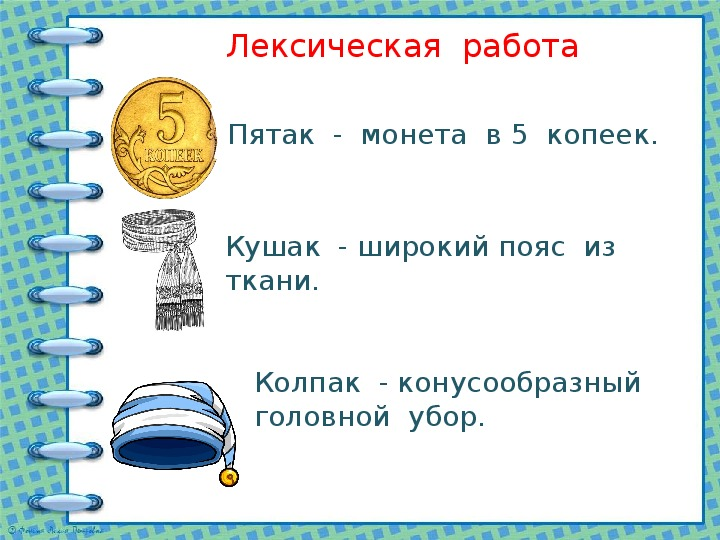 Лексическая работа
5
КОПЕЕК
Пятак - монета в 5 копеек.
Кушак - широкий пояс из
ткани.
Колпак - конусообразный
головной убор.